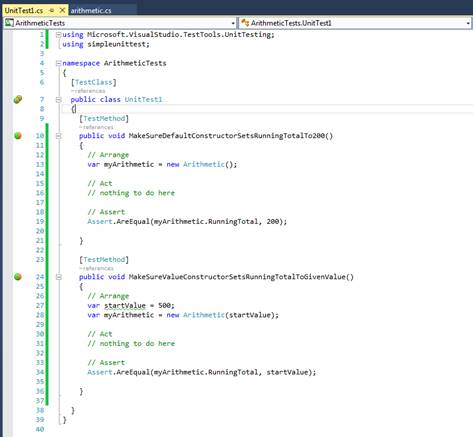 UnitTest1.cs arithmetic.cs
ArithmeticTests ArithmeticTests.UnitTest1
1 using Microsoft.VisualStudio.TestTools.UnitTesting;
2 using simpleunittest;
3
4 namespace ArithmeticTests
5 {
6 [TestClass]
7 public class UnitTest1
8 {
9 [TestMethod]
-references
10 public void MakeSureDefaultConstructorSetsRunningTotalTo200()
11 {
12 // Arrange
13 var myArithmetic = new Arithmetic();
14
15 // Act
16 // nothing to do here
17
18 // Assert
19 Assert.AreEqual(myArithmetic.RunningTotal, 200);
20
21 }
22
23 [TestMethod]
-references
24 public void MakeSureValueConstructorSetsRunningTotalToGivenValue()
25 {
26 // Arrange
27 var startValue = 500;
28 var myArithmetic = new Arithmetic(startValue);
29
30 // Act
31 // nothing to do here
32
33 // Assert
34 Assert.AreEqual(myArithmetic.RunningTotal, startValue);
35
36 }
37
38 }
39 }
40